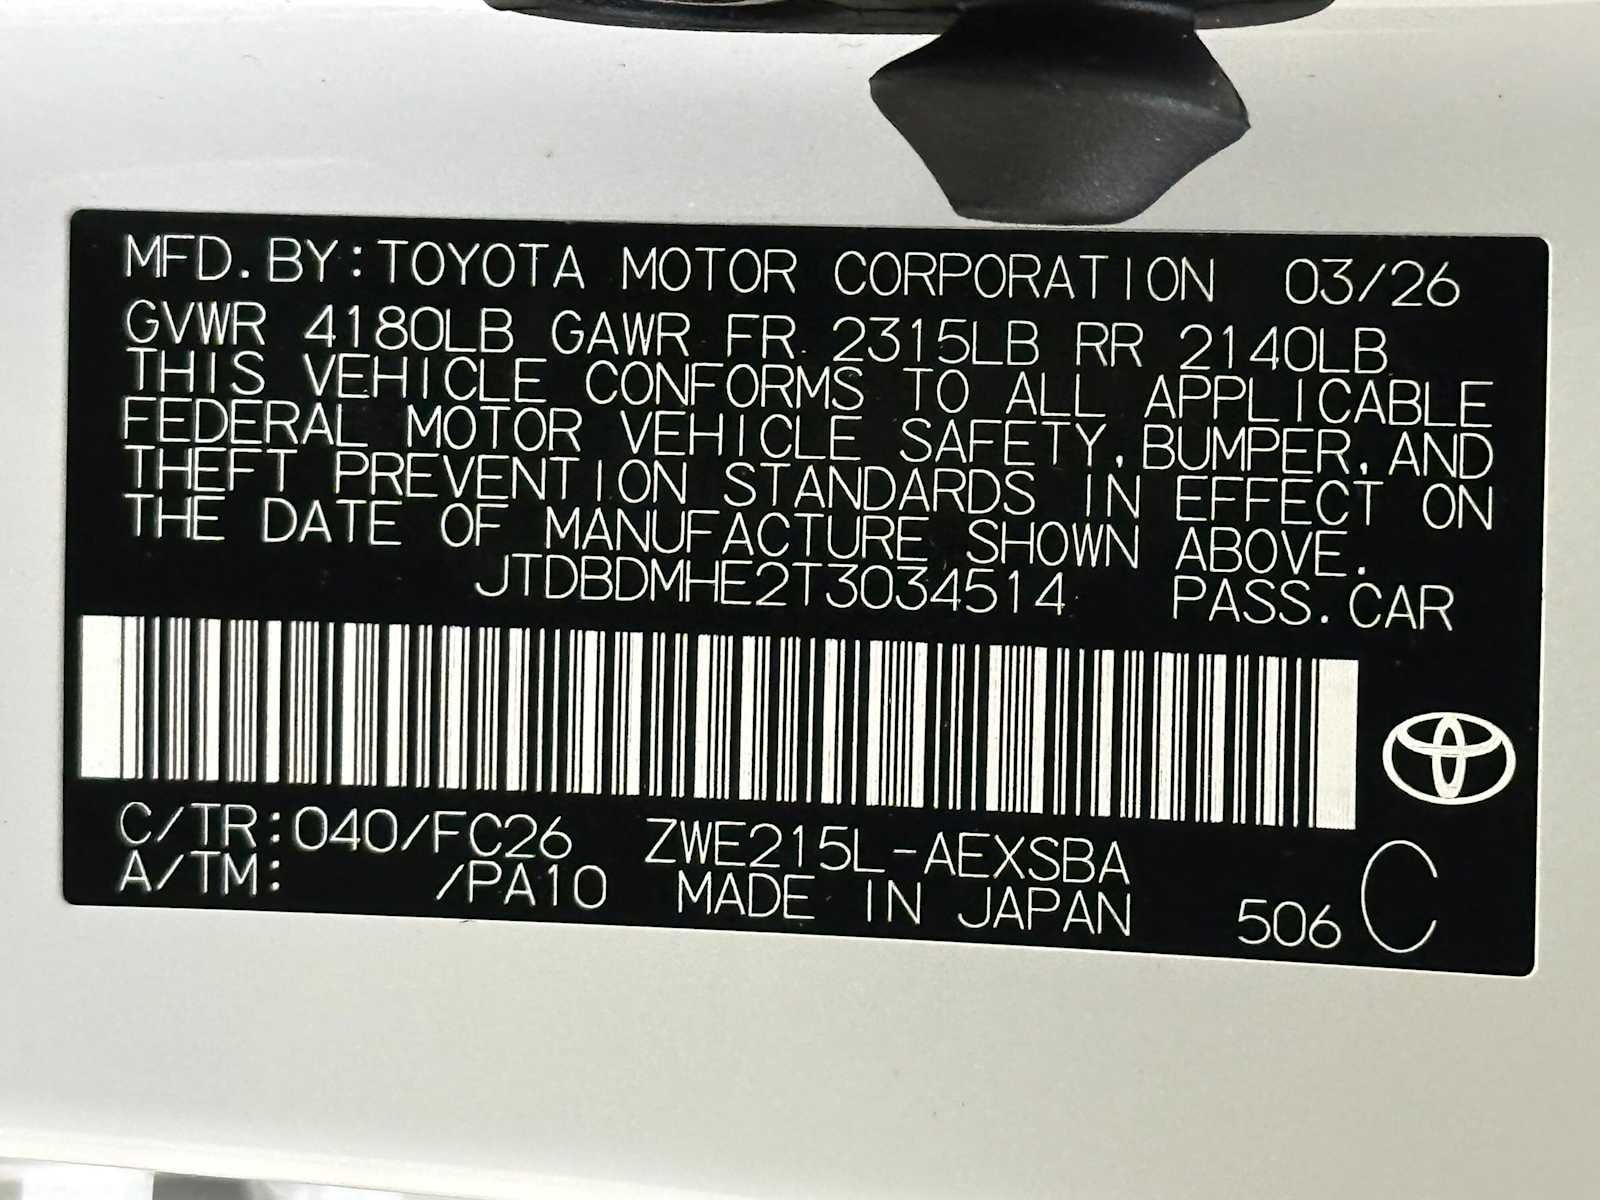 MFD. BY: TOYOTA MOTOR CORPORATION 03/26
GVWR 4180LB GAWR FR 2315LB RR 2140LB
THIS VEHICLE CONFORMS TO ALL APPLICABLE
FEDERAL MOTOR VEHICLE SAFETY, BUMPER, AND
THEFT PREVENTION STANDARDS IN EFFECT ON
THE DATE OF MANUFACTURE SHOWN ABOVE.
JTDBDMHE2T3034514 PASS. CAR
C/TR: 040/FC26 ZWE215L-AEXSBA
A/TM: /PA10 MADE IN JAPAN 506 C